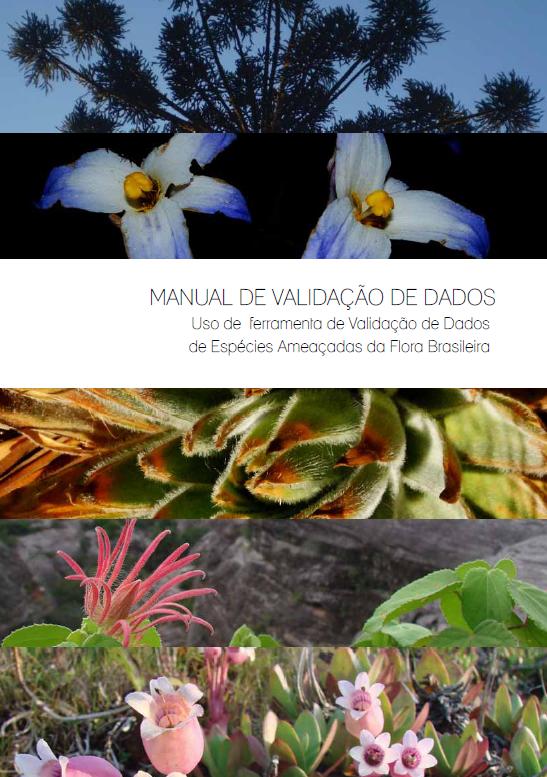 MANUAL DE VALIDAÇÃO DE DADOS
Uso de ferramenta de Validação de Dados
de Espécies Ameaçadas da Flora Brasileira